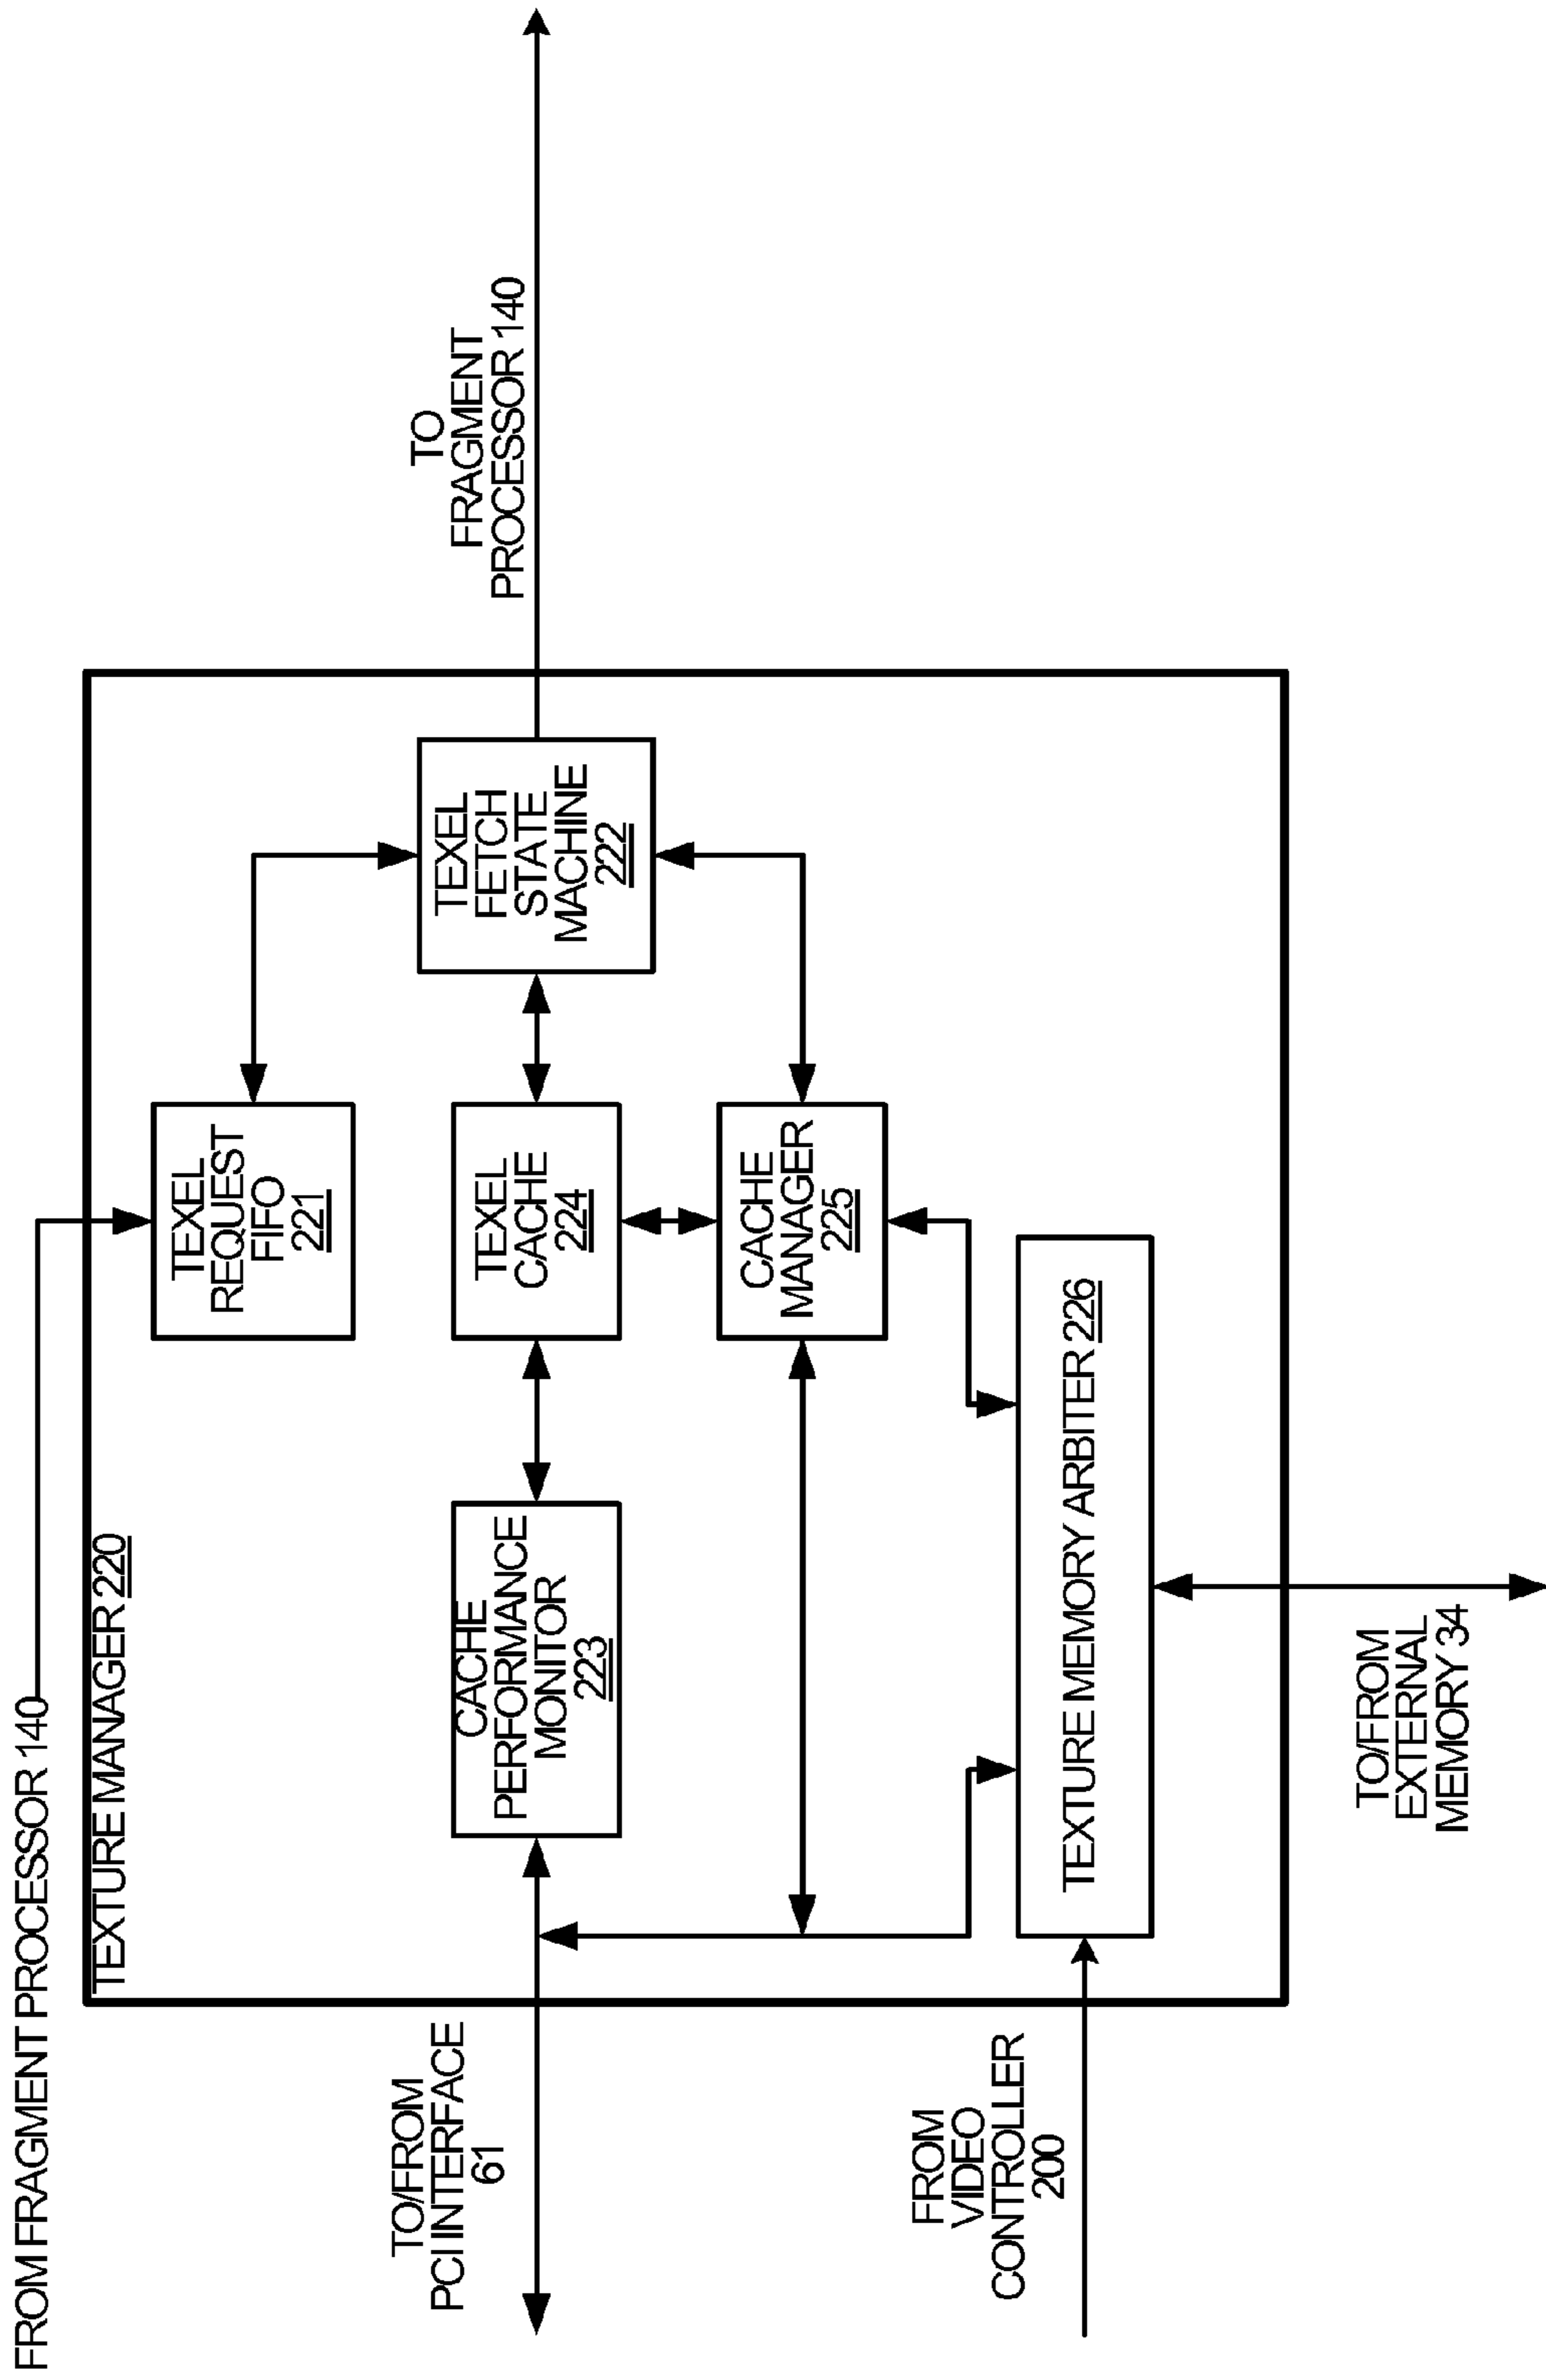 FROM FRAGMENT PROCESSOR 140
TEXTURE MANAGER 220
TEXEL
REQUEST
FIFO
221
TO/FROM
PCI INTERFACE
61
CACHE
PERFORMANCE
MONITOR
223
TEXEL
CACHE
224
TEXEL
FETCH
STATE
MACHINE
222
TO
FRAGMENT
PROCESSOR 140
CACHE
MANAGER
225
FROM
VIDEO
CONTROLLER
200
TEXTURE MEMORY ARBITER 226
TO/FROM
EXTERNAL
MEMORY 34